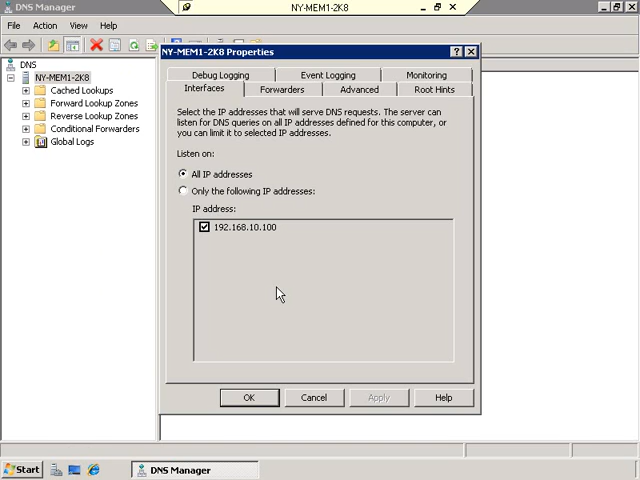 DNS Manager
NY-MEM1-2K8
File Action View Help
NY-MEM1-2K8 Properties
DNS
NY-MEM1-2K8
Cached Lookups
Forward Lookup Zones
Reverse Lookup Zones
Conditional Forwarders
Global Logs
Debug Logging Event Logging Monitoring
Interfaces Forwarders Advanced Root Hints
Select the IP addresses that will serve DNS requests. The server can
listen for DNS queries on all IP addresses defined for this computer, or
you can limit it to selected IP addresses.
Listen on:
All IP addresses
Only the following IP addresses:
IP address:
192.168.10.100
OK Cancel Apply Help
Start DNS Manager